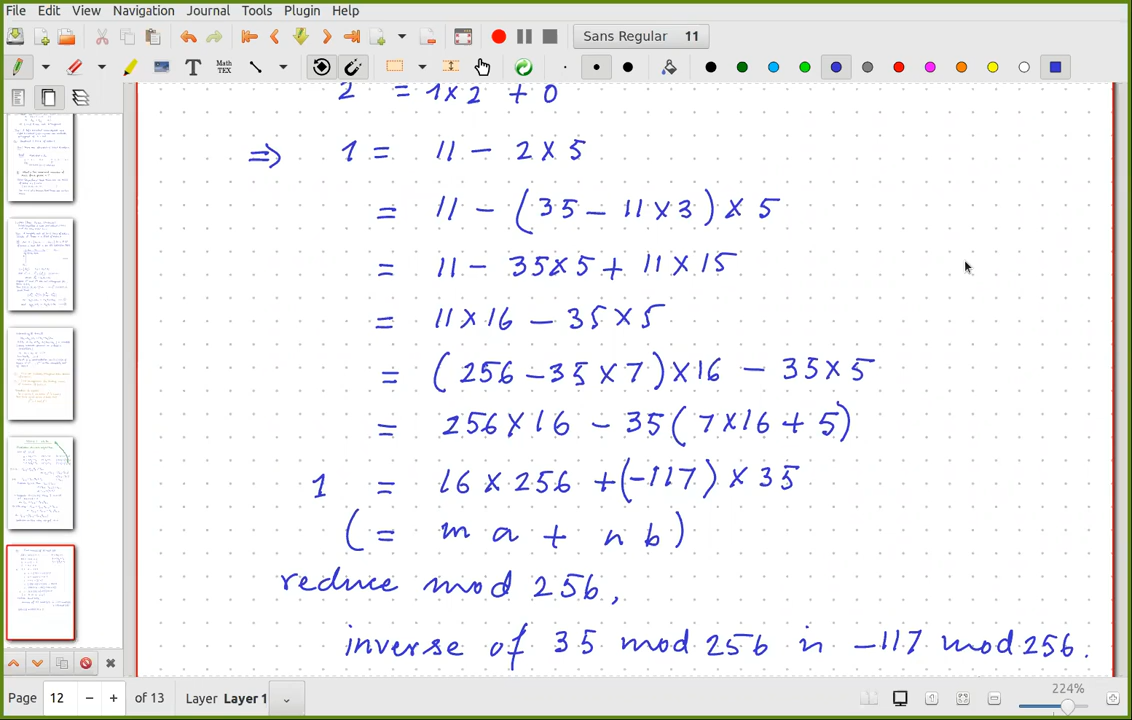 File Edit View Journal Tools Plugin Help
Sans Regular 11
T Math TEX
2 = 1×2 + 0
⇒ 1 = 11 − 2×5
= 11 − (35 − 11×3)×5
= 11 − 35×5 + 11×15
= 11×16 − 35×5
= (256 − 35×7)×16 − 35×5
= 256×16 − 35(7×16 + 5)
1 = 16×256 + (−117)×35
(= m a + n b)
reduce mod 256,
inverse of 35 mod 256 is −117 mod 256.
Page 12 − + of 13 Layer Layer 1
224%